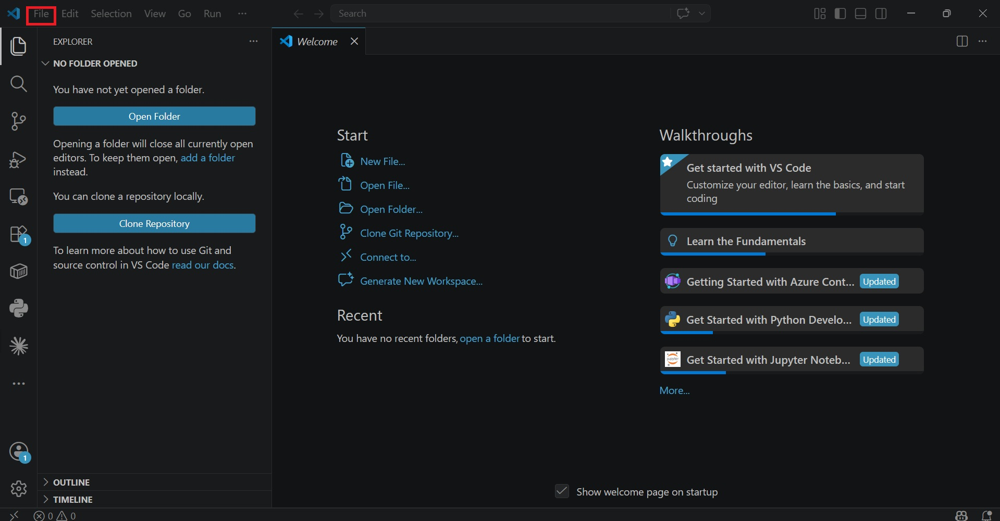 File Edit Selection View Go Run ...
Search
EXPLORER
...
NO FOLDER OPENED
You have not yet opened a folder.
Open Folder
Opening a folder will close all currently open
editors. To keep them open, add a folder
instead.
You can clone a repository locally.
Clone Repository
To learn more about how to use Git and
source control in VS Code read our docs.
1
1
OUTLINE
TIMELINE
0 0
Welcome
Start
New File...
Open File...
Open Folder...
Clone Git Repository...
Connect to...
Generate New Workspace...
Recent
You have no recent folders, open a folder to start.
Walkthroughs
Get started with VS Code
Customize your editor, learn the basics, and start
coding
Learn the Fundamentals
Getting Started with Azure Cont... Updated
Get Started with Python Develo... Updated
jupyter
Get Started with Jupyter Noteb... Updated
More...
Show welcome page on startup